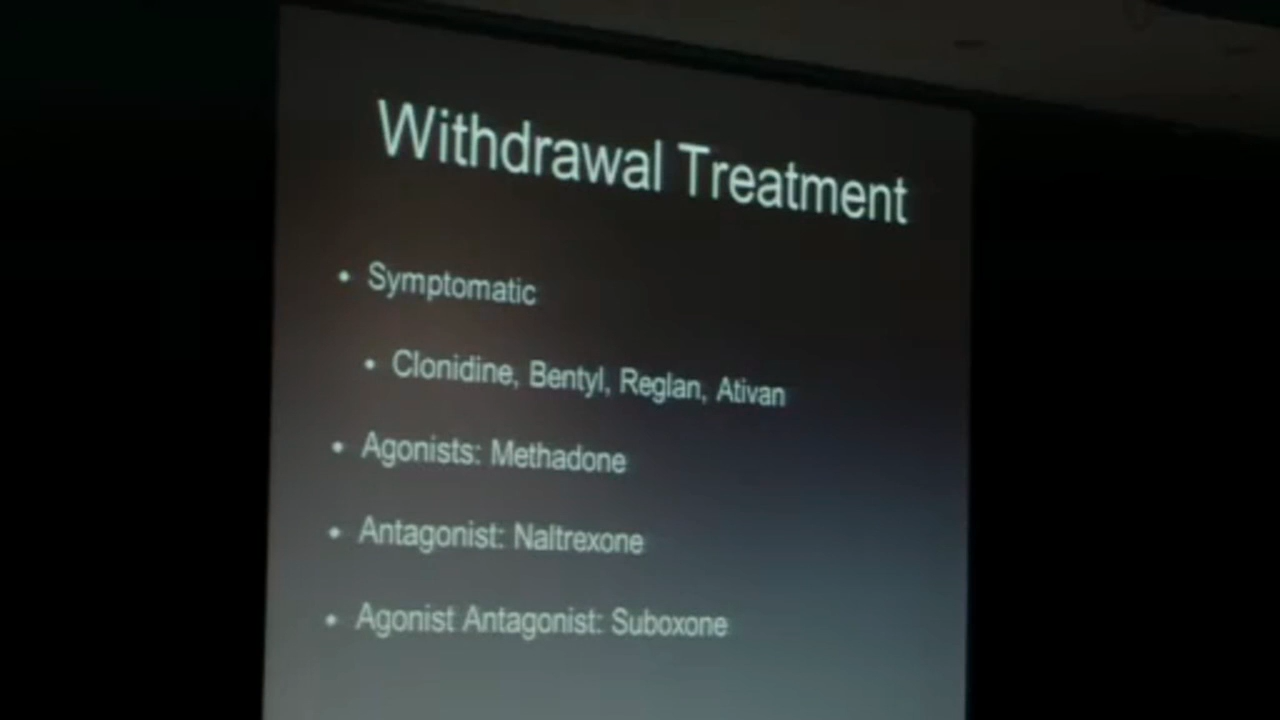 Withdrawal Treatment
• Symptomatic
• Clonidine, Bentyl, Reglan, Ativan
• Agonists: Methadone
• Antagonist: Naltrexone
• Agonist Antagonist: Suboxone